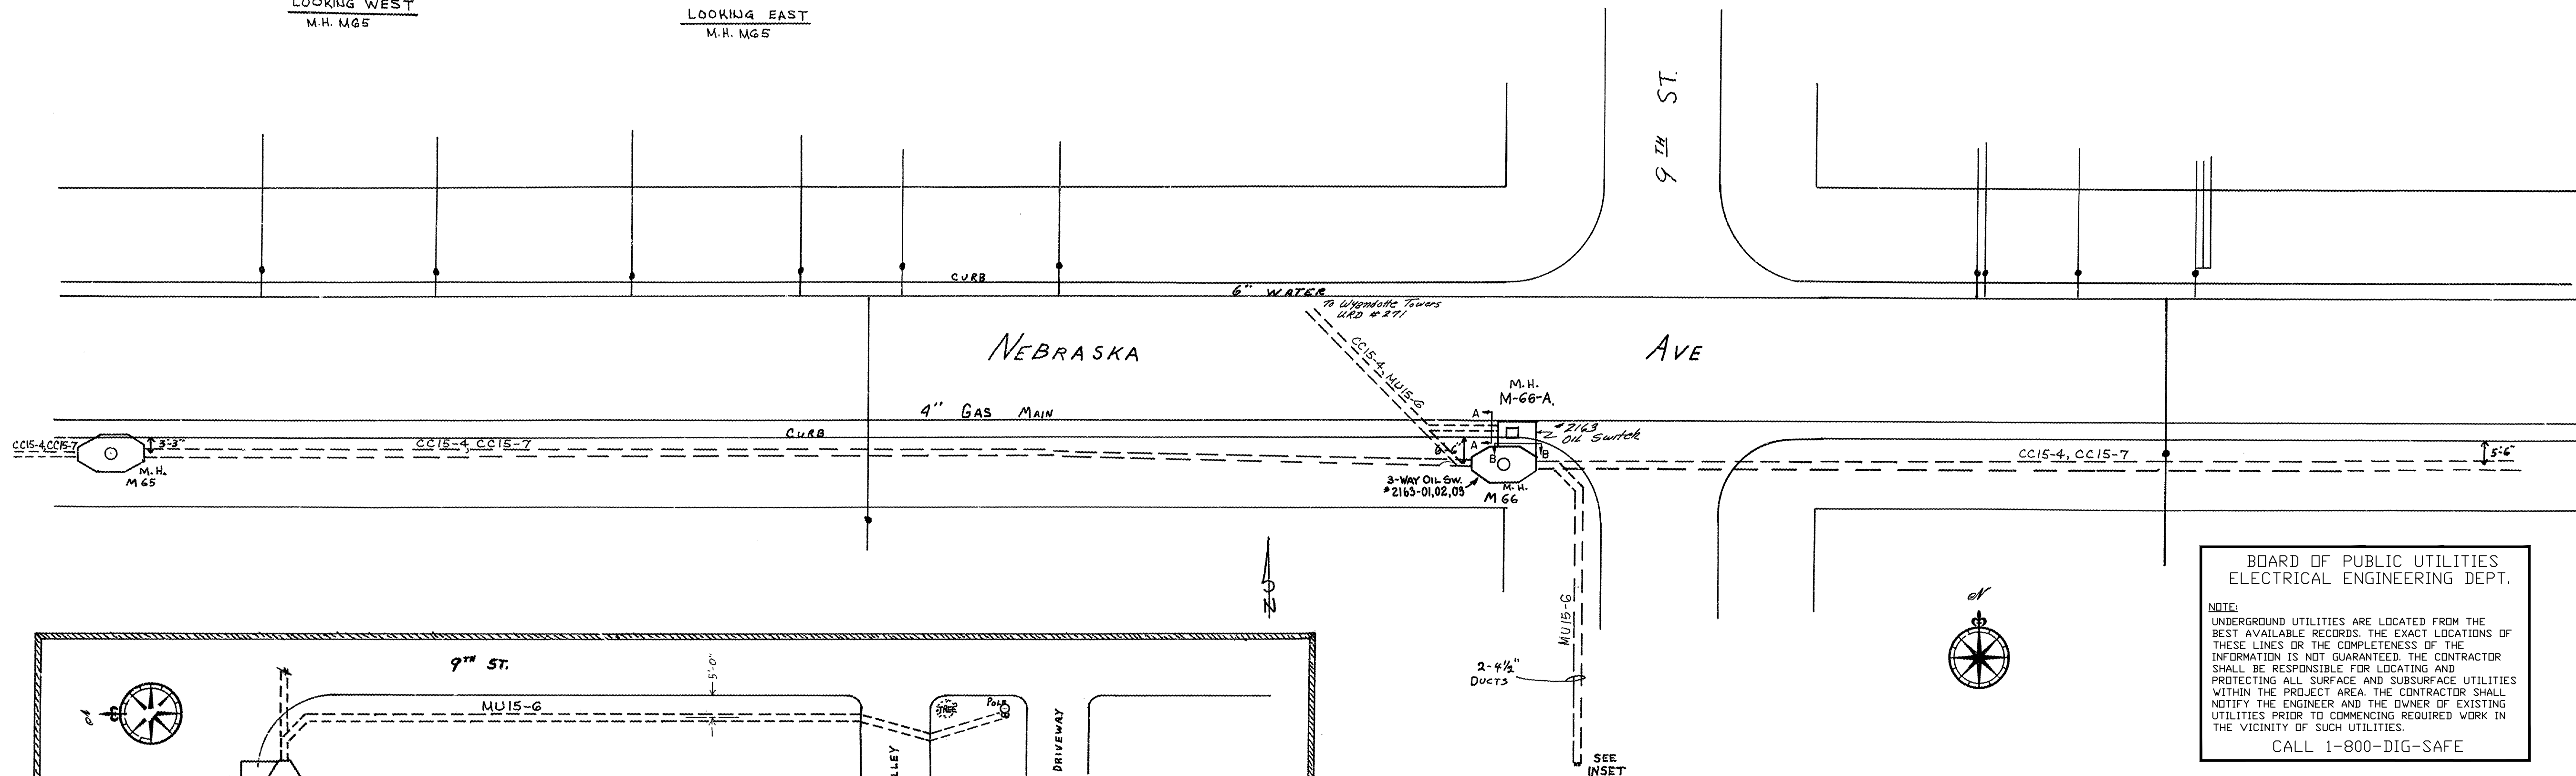 LOOKING WEST
M.H. M65
LOOKING EAST
M.H. M65
9TH ST.
CURB
6" WATER
To Wyandotte Towers
URD #271
NEBRASKA AVE
CC15-4, MU15-6
M.H.
M-66-A.
4" GAS MAIN
A
#2163
OIL Switch
CURB
CC15-4,CC15-7
3'-3"
CC15-4, CC15-7
A
6'-6"
B
B
CC15-4, CC15-7
5'-6"
M.H.
M65
3-WAY OIL SW.
#2163-01,02,03
M.H.
M66
N
MU15-6
2-4½"
DUCTS
SEE
INSET
N
BOARD OF PUBLIC UTILITIES
ELECTRICAL ENGINEERING DEPT.
NOTE:
UNDERGROUND UTILITIES ARE LOCATED FROM THE
BEST AVAILABLE RECORDS. THE EXACT LOCATIONS OF
THESE LINES OR THE COMPLETENESS OF THE
INFORMATION IS NOT GUARANTEED. THE CONTRACTOR
SHALL BE RESPONSIBLE FOR LOCATING AND
PROTECTING ALL SURFACE AND SUBSURFACE UTILITIES
WITHIN THE PROJECT AREA. THE CONTRACTOR SHALL
NOTIFY THE ENGINEER AND THE OWNER OF EXISTING
UTILITIES PRIOR TO COMMENCING REQUIRED WORK IN
THE VICINITY OF SUCH UTILITIES.
CALL 1-800-DIG-SAFE
9TH ST.
5'-0"
N
MU15-6
TREE
POLE
LLEY
DRIVEWAY